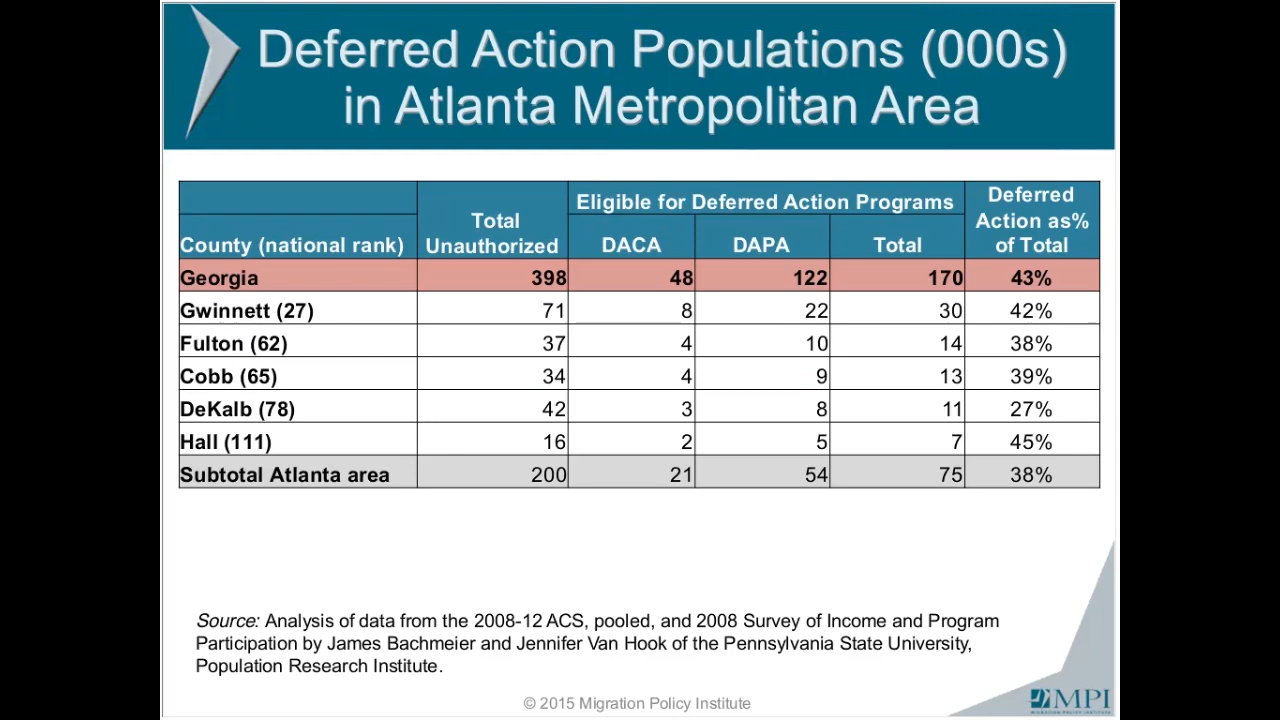 Deferred Action Populations (000s)
in Atlanta Metropolitan Area
County (national rank) Total Unauthorized Eligible for Deferred Action Programs Deferred Action as% of Total
DACA DAPA Total
Georgia 398 48 122 170 43%
Gwinnett (27) 71 8 22 30 42%
Fulton (62) 37 4 10 14 38%
Cobb (65) 34 4 9 13 39%
DeKalb (78) 42 3 8 11 27%
Hall (111) 16 2 5 7 45%
Subtotal Atlanta area 200 21 54 75 38%
Source: Analysis of data from the 2008-12 ACS, pooled, and 2008 Survey of Income and Program
Participation by James Bachmeier and Jennifer Van Hook of the Pennsylvania State University,
Population Research Institute.
© 2015 Migration Policy Institute
MPI
MIGRATION POLICY INSTITUTE